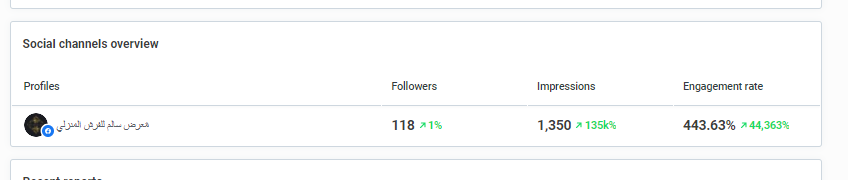 Social channels overview
Profiles Followers Impressions Engagement rate
معرض سالم للفرش المنزلي 118 ↗ 1% 1,350 ↗ 135k% 443.63% ↗ 44,363%